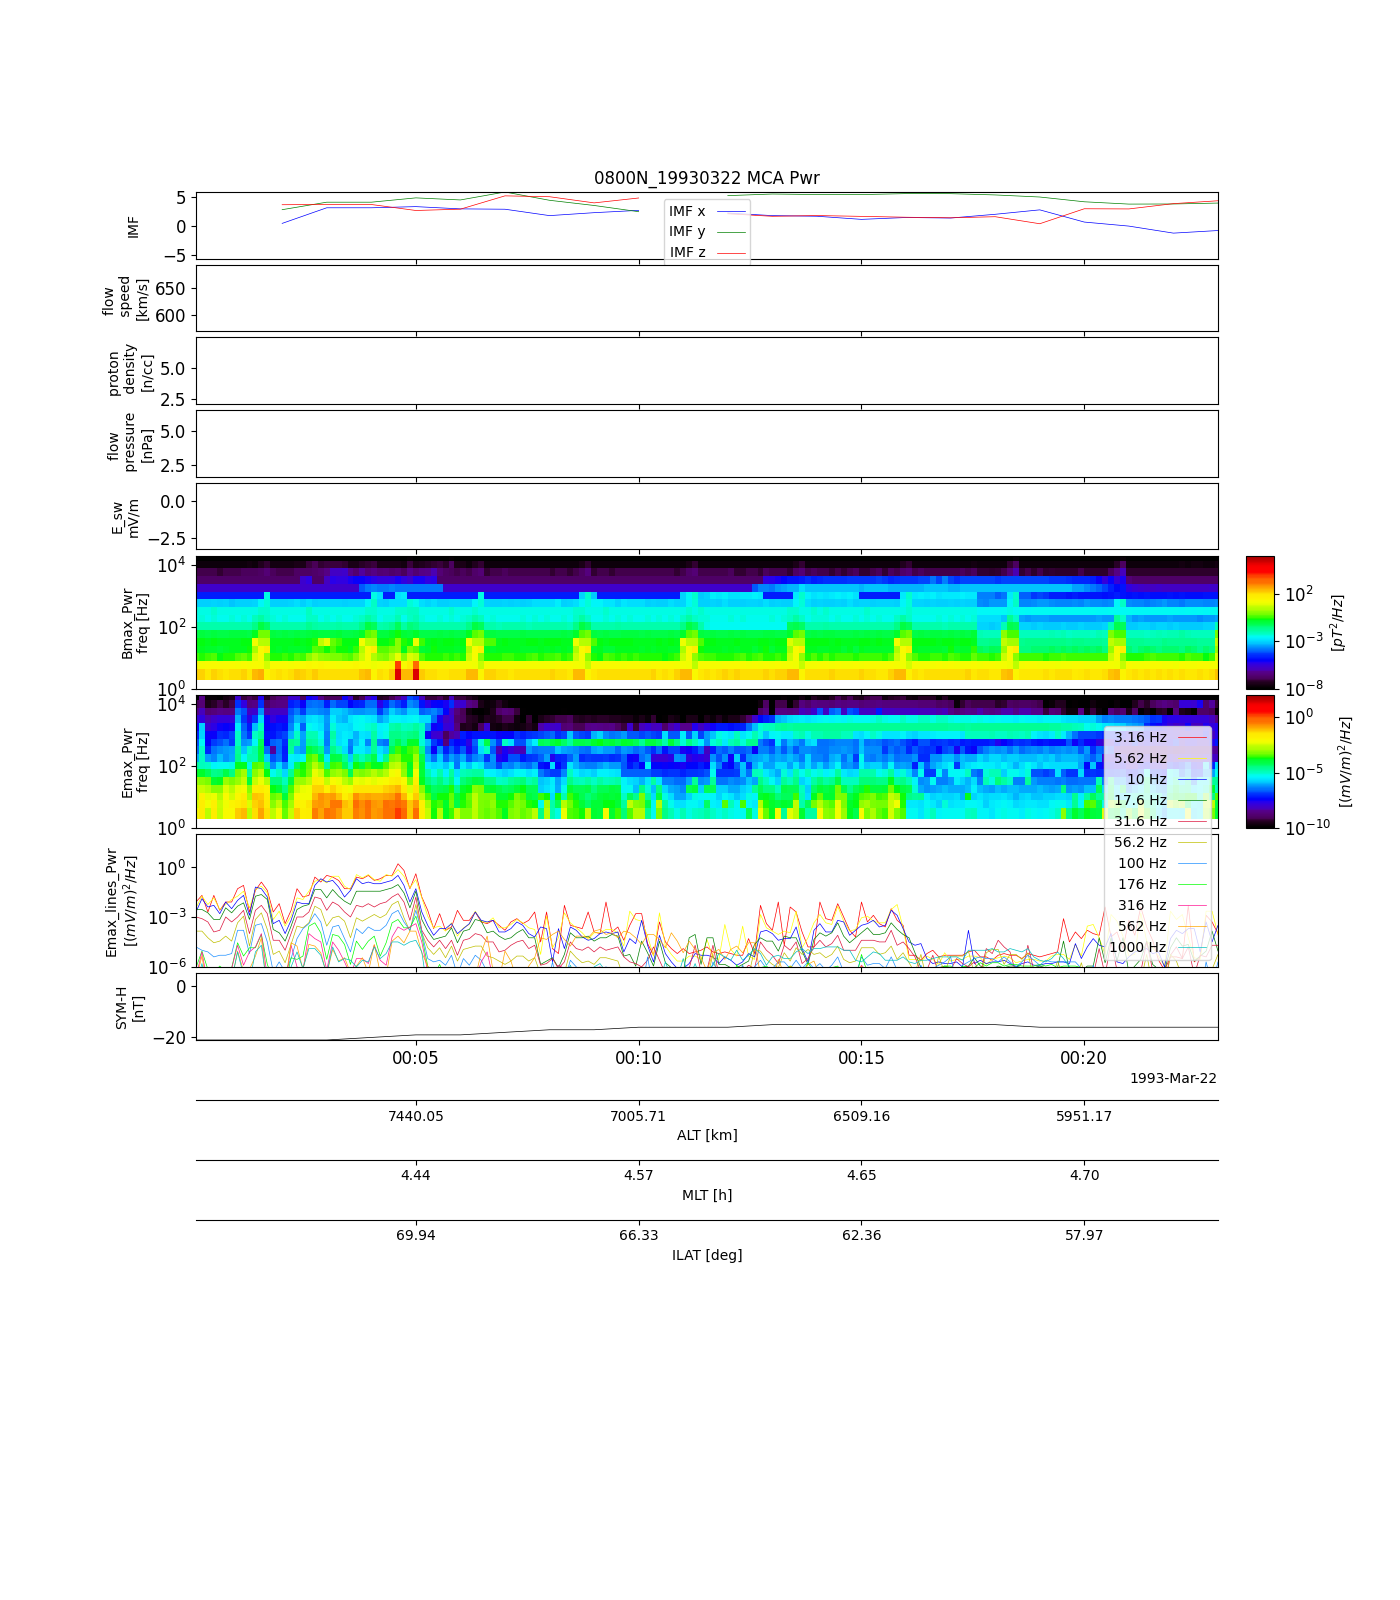 0800N_19930322 MCA Pwr
IMF
5
0
−5
IMF x
IMF y
IMF z
flow
speed
[km/s]
650
600
proton
density
[n/cc]
5.0
2.5
flow
pressure
[nPa]
5.0
2.5
E_sw
mV/m
0.0
−2.5
Bmax_Pwr
freq [Hz]
10^4
10^2
10^0
10^2
10^−3
10^−8
[pT^2/Hz]
Emax_Pwr
freq [Hz]
10^4
10^2
10^0
10^0
10^−5
10^−10
[(mV/m)^2/Hz]
3.16 Hz
5.62 Hz
10 Hz
17.6 Hz
31.6 Hz
56.2 Hz
100 Hz
176 Hz
316 Hz
562 Hz
1000 Hz
Emax_lines_Pwr
[(mV/m)^2/Hz]
10^0
10^−3
10^−6
SYM-H
[nT]
0
−20
00:05 00:10 00:15 00:20
1993-Mar-22
7440.05 7005.71 6509.16 5951.17
ALT [km]
4.44 4.57 4.65 4.70
MLT [h]
69.94 66.33 62.36 57.97
ILAT [deg]